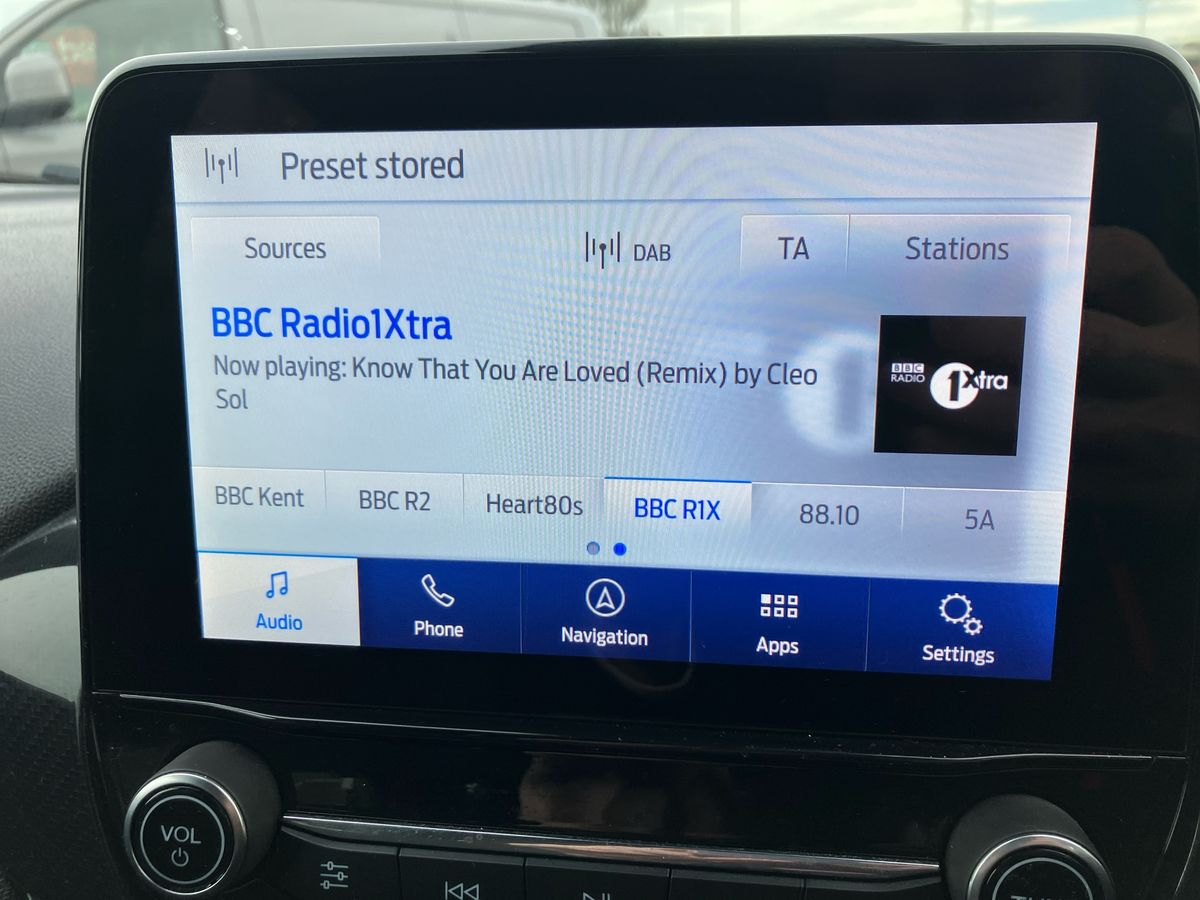 Preset stored
Sources
DAB
TA
Stations
BBC Radio1Xtra
Now playing: Know That You Are Loved (Remix) by Cleo
Sol
BBC
RADIO
1Xtra
BBC Kent
BBC R2
Heart80s
BBC R1X
88.10
5A
Audio
Phone
Navigation
Apps
Settings
VOL